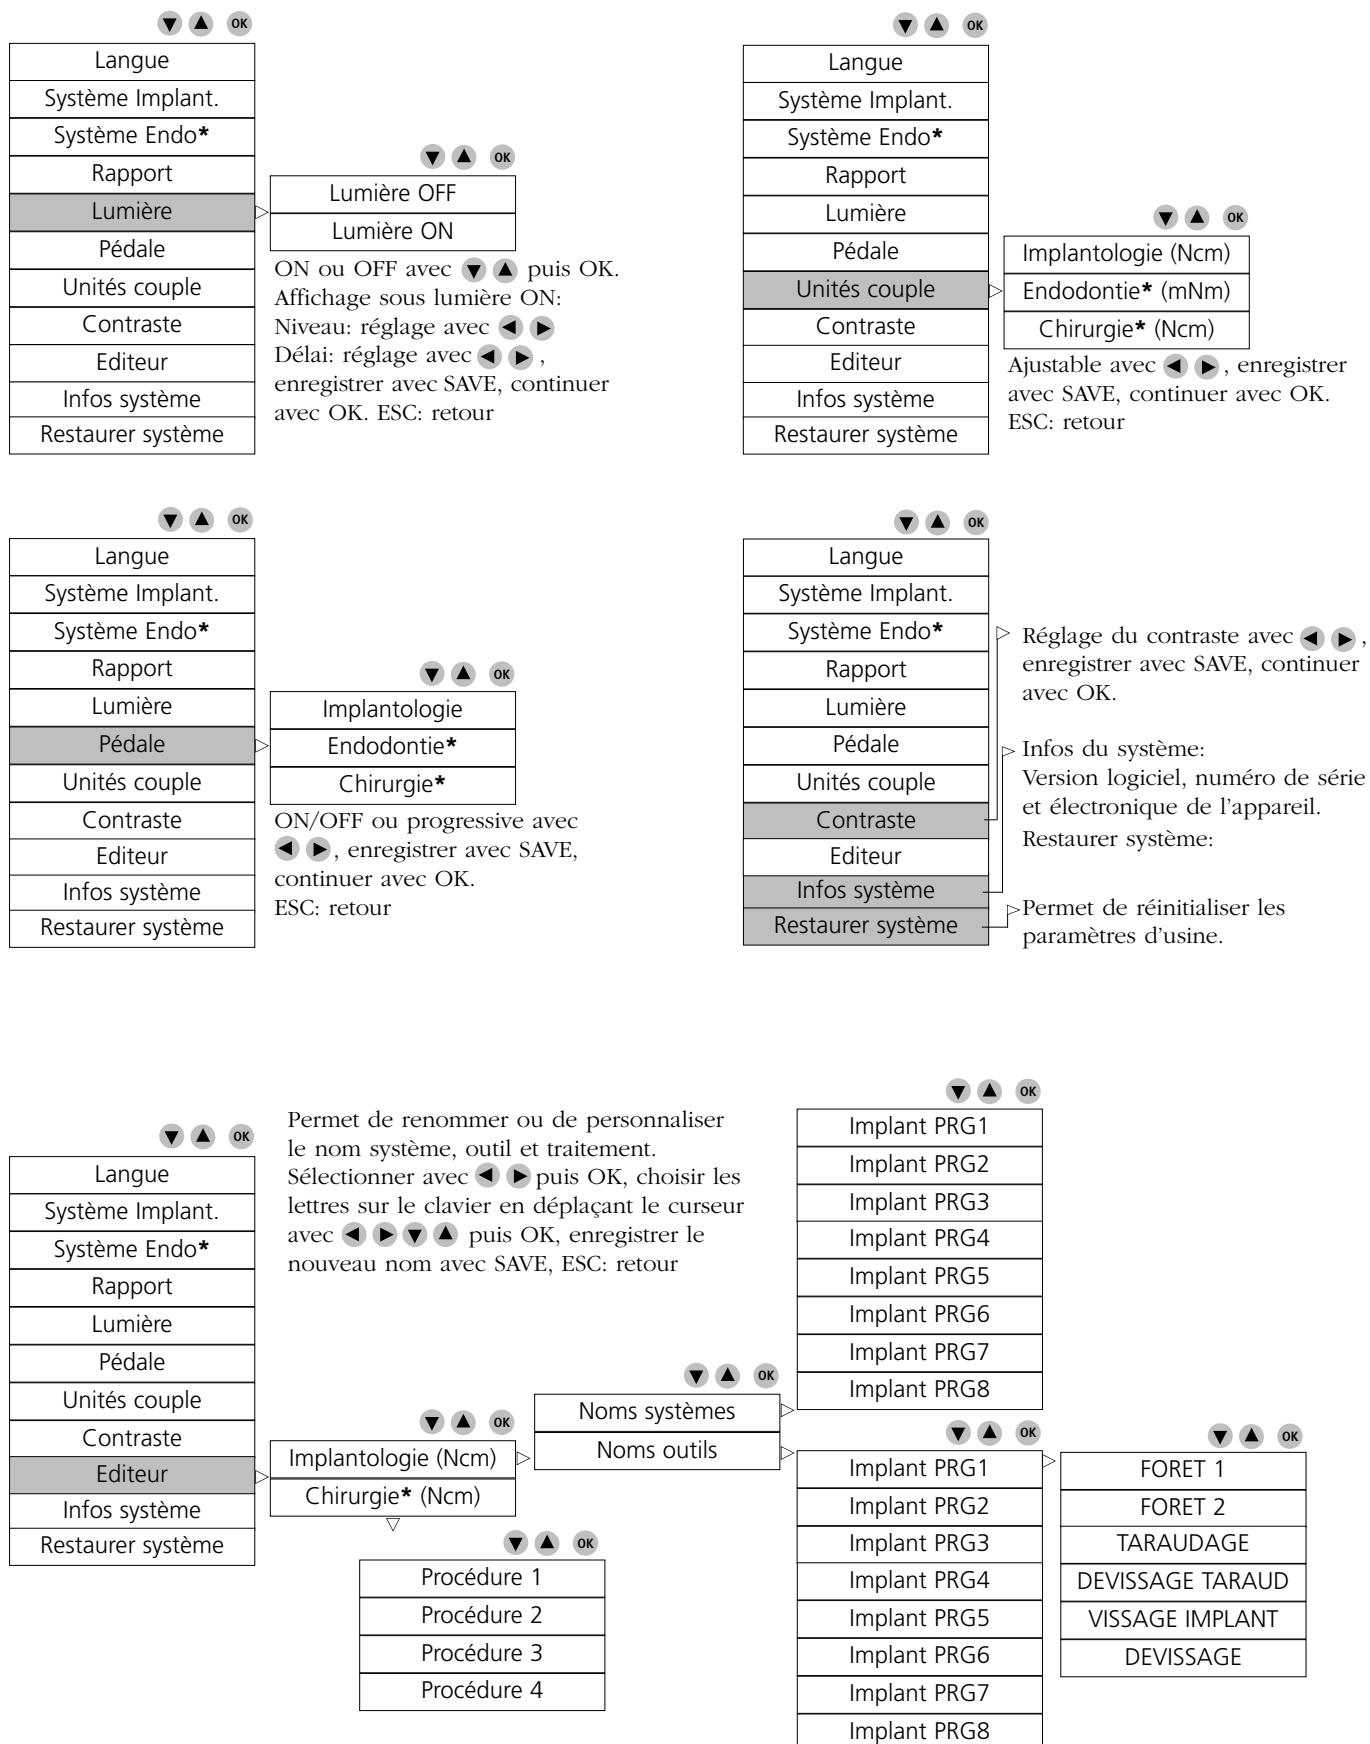 ▼ ▲ OK
Langue
Système Implant.
Système Endo*
Rapport
Lumière
Pédale
Unités couple
Contraste
Editeur
Infos système
Restaurer système
▼ ▲ OK
Lumière OFF
Lumière ON
ON ou OFF avec ▼ ▲ puis OK.
Affichage sous lumière ON:
Niveau: réglage avec ◀ ▶
Délai: réglage avec ◀ ▶ ,
enregistrer avec SAVE, continuer
avec OK. ESC: retour
▼ ▲ OK
Langue
Système Implant.
Système Endo*
Rapport
Lumière
Pédale
Unités couple
Contraste
Editeur
Infos système
Restaurer système
▼ ▲ OK
Implantologie (Ncm)
Endodontie* (mNm)
Chirurgie* (Ncm)
Ajustable avec ◀ ▶ , enregistrer
avec SAVE, continuer avec OK.
ESC: retour
▼ ▲ OK
Langue
Système Implant.
Système Endo*
Rapport
Lumière
Pédale
Unités couple
Contraste
Editeur
Infos système
Restaurer système
▼ ▲ OK
Implantologie
Endodontie*
Chirurgie*
ON/OFF ou progressive avec
◀ ▶, enregistrer avec SAVE,
continuer avec OK.
ESC: retour
▼ ▲ OK
Langue
Système Implant.
Système Endo*
Rapport
Lumière
Pédale
Unités couple
Contraste
Editeur
Infos système
Restaurer système
Réglage du contraste avec ◀ ▶ ,
enregistrer avec SAVE, continuer
avec OK.
Infos du système:
Version logiciel, numéro de série
et électronique de l'appareil.
Restaurer système:
Permet de réinitialiser les
paramètres d'usine.
▼ ▲ OK
Langue
Système Implant.
Système Endo*
Rapport
Lumière
Pédale
Unités couple
Contraste
Editeur
Infos système
Restaurer système
Permet de renommer ou de personnaliser
le nom système, outil et traitement.
Sélectionner avec ◀ ▶ puis OK, choisir les
lettres sur le clavier en déplaçant le curseur
avec ◀ ▶ ▼ ▲ puis OK, enregistrer le
nouveau nom avec SAVE, ESC: retour
▼ ▲ OK
Implantologie (Ncm)
Chirurgie* (Ncm)
▼ ▲ OK
Procédure 1
Procédure 2
Procédure 3
Procédure 4
▼ ▲ OK
Noms systèmes
Noms outils
▼ ▲ OK
Implant PRG1
Implant PRG2
Implant PRG3
Implant PRG4
Implant PRG5
Implant PRG6
Implant PRG7
Implant PRG8
▼ ▲ OK
Implant PRG1
Implant PRG2
Implant PRG3
Implant PRG4
Implant PRG5
Implant PRG6
Implant PRG7
Implant PRG8
▼ ▲ OK
FORET 1
FORET 2
TARAUDAGE
DEVISSAGE TARAUD
VISSAGE IMPLANT
DEVISSAGE